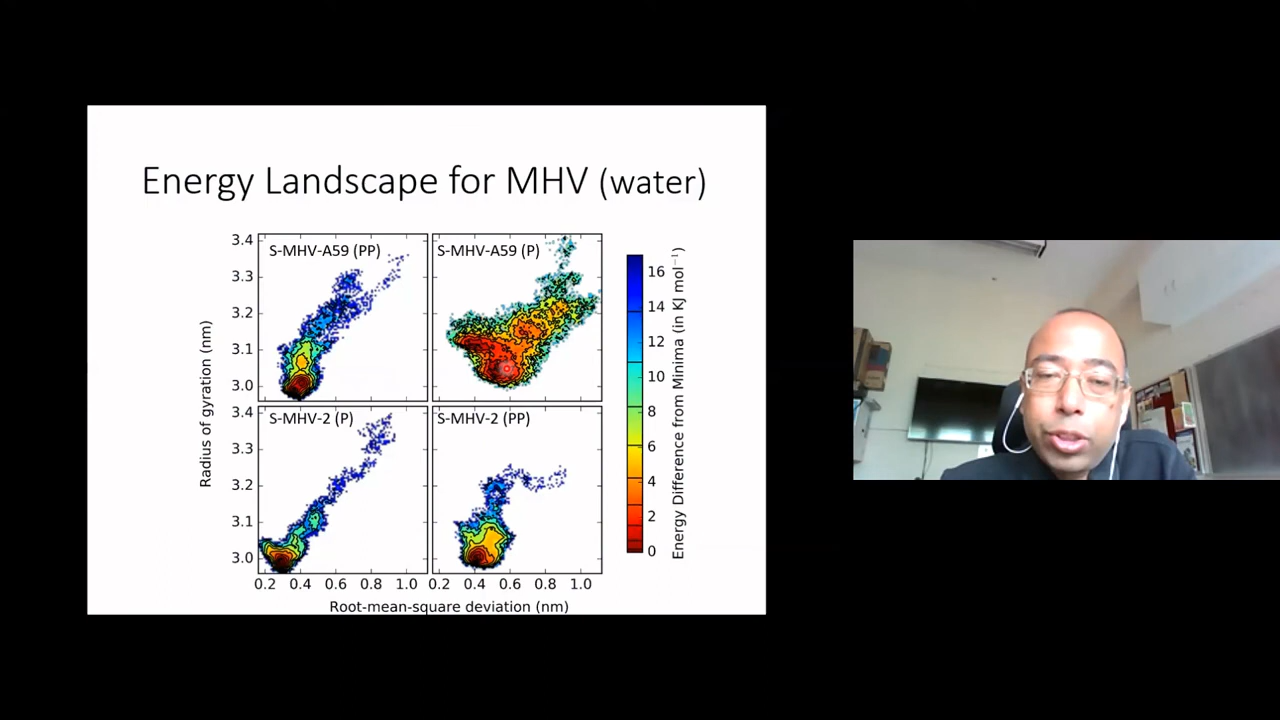 Energy Landscape for MHV (water)
S-MHV-A59 (PP)
S-MHV-A59 (P)
S-MHV-2 (P)
S-MHV-2 (PP)
3.4
3.3
3.2
3.1
3.0
3.4
3.3
3.2
3.1
3.0
Radius of gyration (nm)
0.2 0.4 0.6 0.8 1.0 0.2 0.4 0.6 0.8 1.0
Root-mean-square deviation (nm)
16
14
12
10
8
6
4
2
0
Energy Difference from Minima (in KJ mol⁻¹)